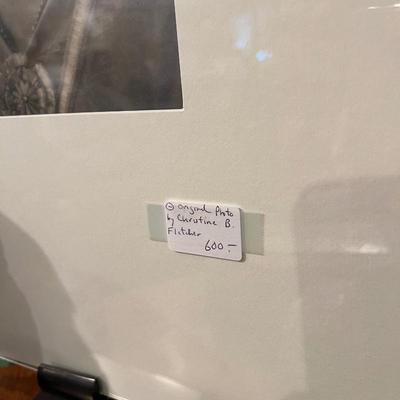 Original Photo
by Christine B.
Fletcher
600.-